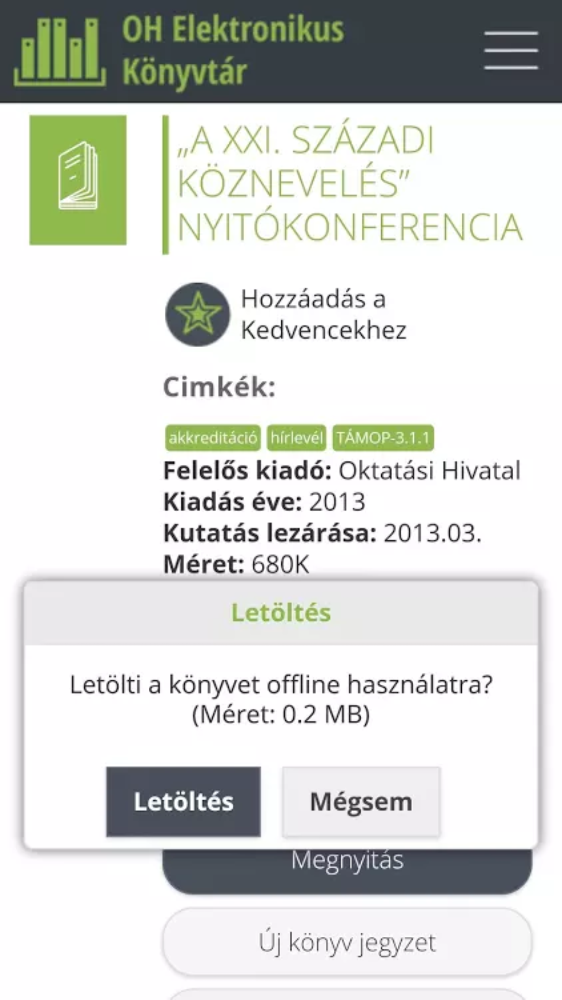 OH Elektronikus
Könyvtár
„A XXI. SZÁZADI
KÖZNEVELÉS”
NYITÓKONFERENCIA
Hozzáadás a
Kedvencekhez
Cimkék:
akkreditáció hírlevél TÁMOP-3.1.1
Felelős kiadó: Oktatási Hivatal
Kiadás éve: 2013
Kutatás lezárása: 2013.03.
Méret: 680K
Letöltés
Letölti a könyvet offline használatra?
(Méret: 0.2 MB)
Letöltés Mégsem
Megnyitás
Új könyv jegyzet